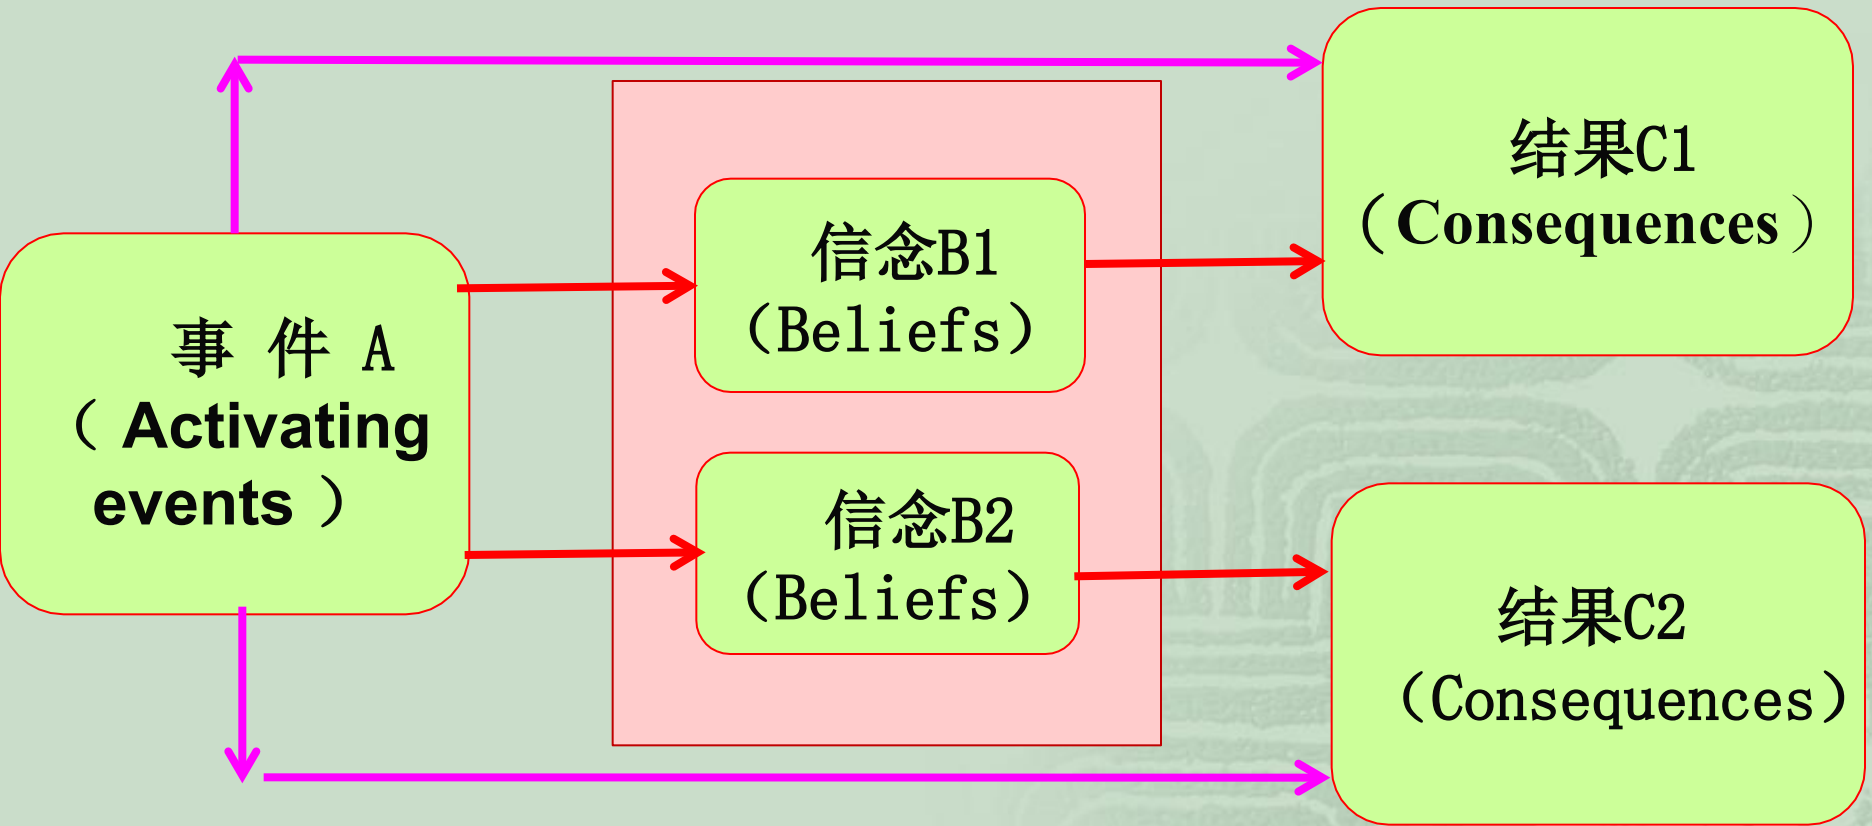 事 件 A
（ Activating
events ）
信念B1
（Beliefs）
信念B2
（Beliefs）
结果C1
（Consequences）
结果C2
（Consequences）